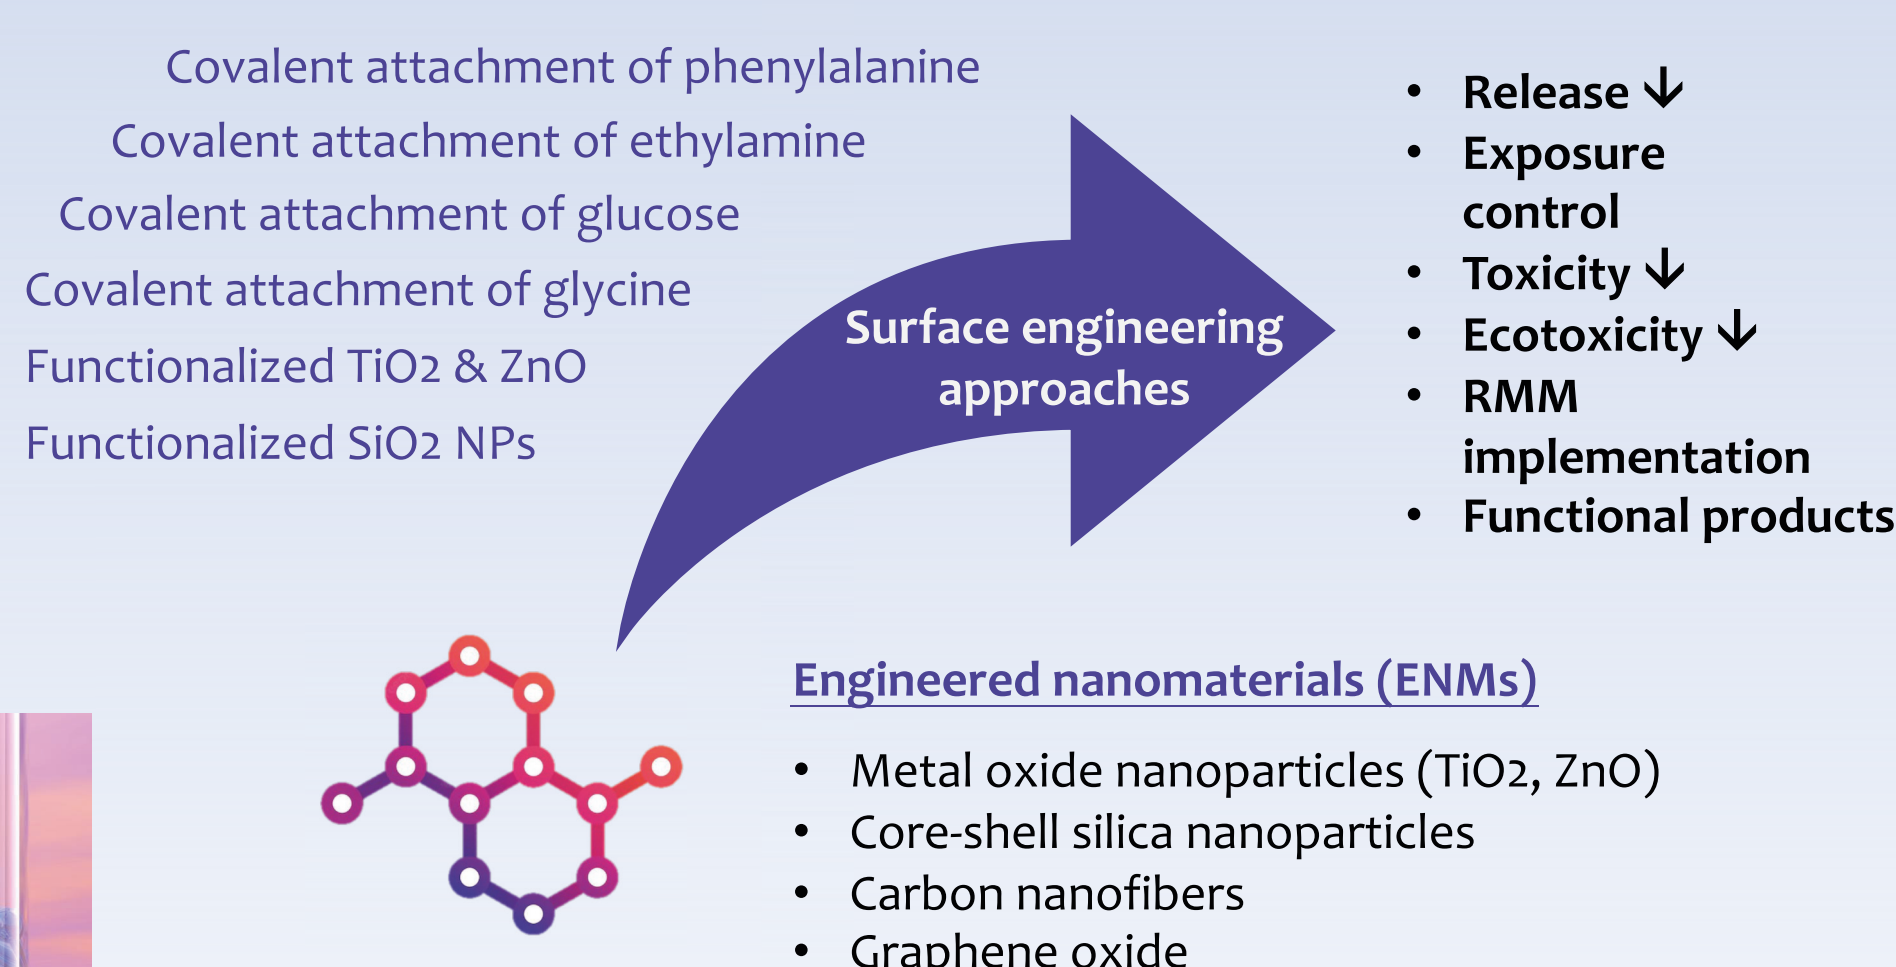 Covalent attachment of phenylalanine
Covalent attachment of ethylamine
Covalent attachment of glucose
Covalent attachment of glycine
Functionalized TiO2 & ZnO
Functionalized SiO2 NPs
Surface engineering
approaches
• Release ↓
• Exposure
control
• Toxicity ↓
• Ecotoxicity ↓
• RMM
implementation
• Functional products
Engineered nanomaterials (ENMs)
• Metal oxide nanoparticles (TiO2, ZnO)
• Core-shell silica nanoparticles
• Carbon nanofibers
• Graphene oxide